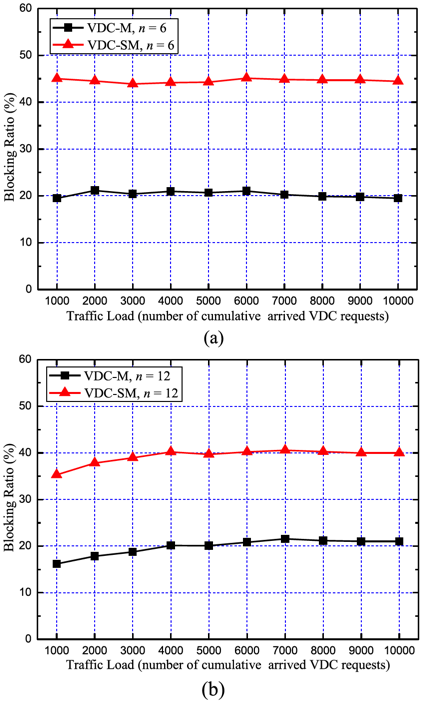 (a)
60
50
40
30
20
10
0
Blocking Ratio (%)
VDC-M, n = 6
VDC-SM, n = 6
1000 2000 3000 4000 5000 6000 7000 8000 9000 10000
Traffic Load (number of cumulative arrived VDC requests)
(a)
60
50
40
30
20
10
0
Blocking Ratio (%)
VDC-M, n = 12
VDC-SM, n = 12
1000 2000 3000 4000 5000 6000 7000 8000 9000 10000
Traffic Load (number of cumulative arrived VDC requests)
(b)